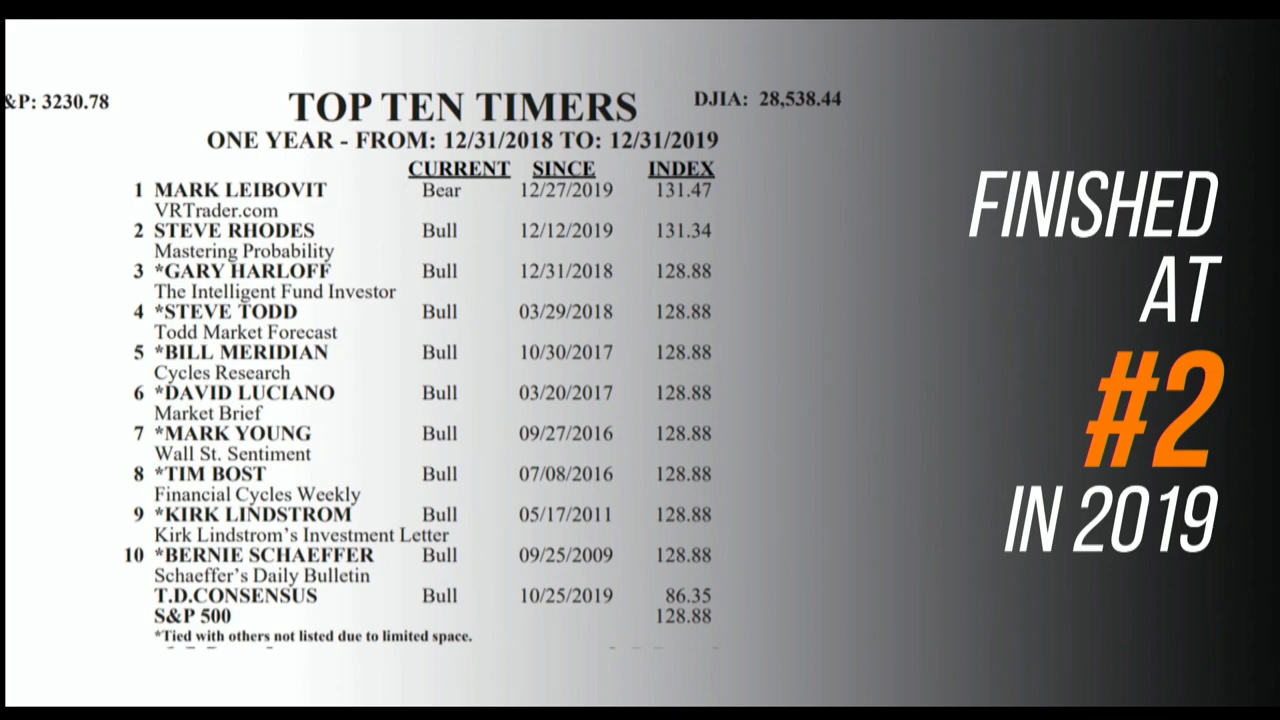 &P: 3230.78
TOP TEN TIMERS
DJIA: 28,538.44
ONE YEAR - FROM: 12/31/2018 TO: 12/31/2019
CURRENT SINCE INDEX
1 MARK LEIBOVIT Bear 12/27/2019 131.47
VRTrader.com
2 STEVE RHODES Bull 12/12/2019 131.34
Mastering Probability
3 *GARY HARLOFF Bull 12/31/2018 128.88
The Intelligent Fund Investor
4 *STEVE TODD Bull 03/29/2018 128.88
Todd Market Forecast
5 *BILL MERIDIAN Bull 10/30/2017 128.88
Cycles Research
6 *DAVID LUCIANO Bull 03/20/2017 128.88
Market Brief
7 *MARK YOUNG Bull 09/27/2016 128.88
Wall St. Sentiment
8 *TIM BOST Bull 07/08/2016 128.88
Financial Cycles Weekly
9 *KIRK LINDSTROM Bull 05/17/2011 128.88
Kirk Lindstrom's Investment Letter
10 *BERNIE SCHAEFFER Bull 09/25/2009 128.88
Schaeffer's Daily Bulletin
T.D.CONSENSUS Bull 10/25/2019 86.35
S&P 500 128.88
*Tied with others not listed due to limited space.
FINISHED
AT
#2
IN 2019